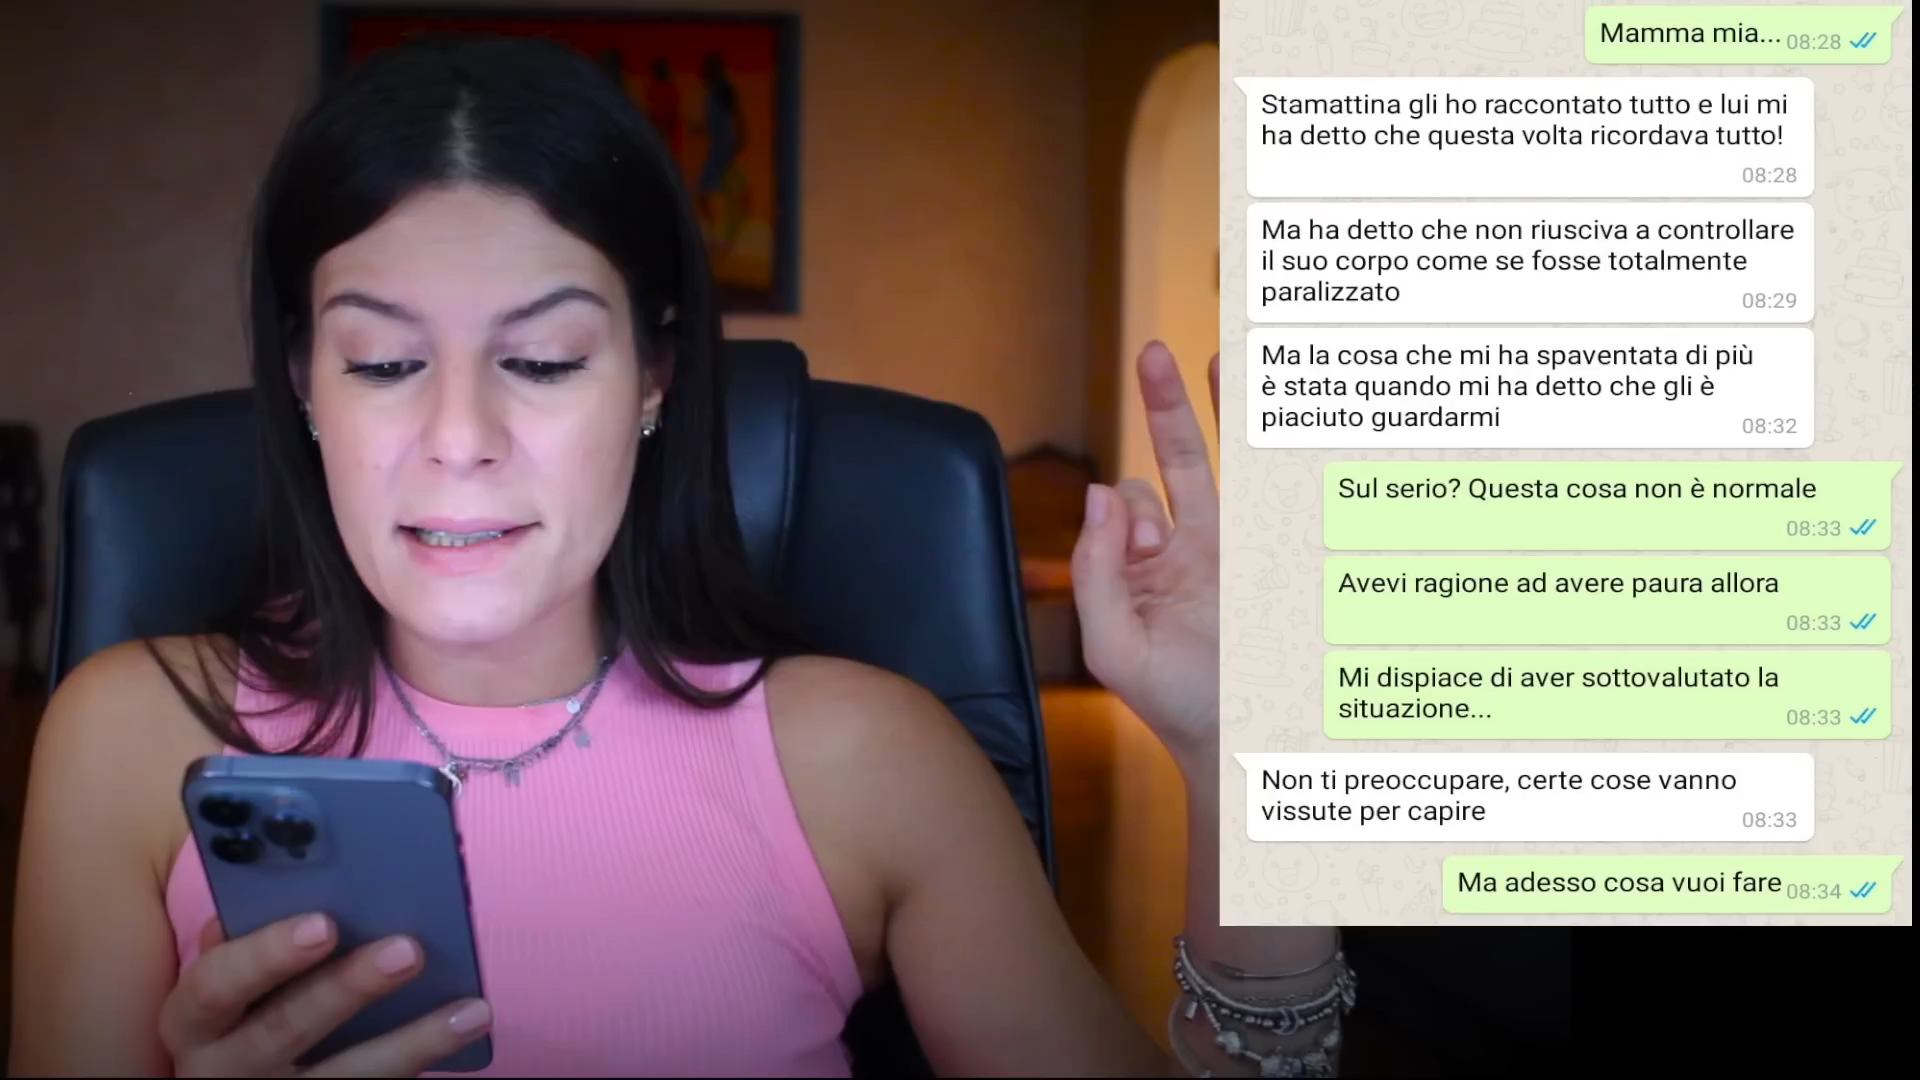 Mamma mia... 08:28
Stamattina gli ho raccontato tutto e lui mi
ha detto che questa volta ricordava tutto!
08:28
Ma ha detto che non riusciva a controllare
il suo corpo come se fosse totalmente
paralizzato 08:29
Ma la cosa che mi ha spaventata di più
è stata quando mi ha detto che gli è
piaciuto guardarmi 08:32
Sul serio? Questa cosa non è normale
08:33
Avevi ragione ad avere paura allora
08:33
Mi dispiace di aver sottovalutato la
situazione... 08:33
Non ti preoccupare, certe cose vanno
vissute per capire 08:33
Ma adesso cosa vuoi fare 08:34